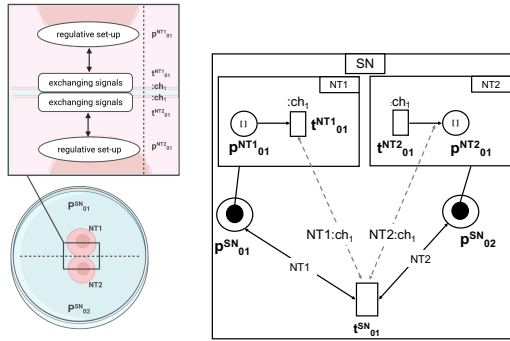 regulative set-up
p^NT1_01
exchanging signals
t^NT1_01
:ch₁
exchanging signals
:ch₁
t^NT2_01
regulative set-up
p^NT2_01
P^SN_01
NT1
NT2
P^SN_02
SN
NT1
NT2
:ch₁
:ch₁
[ ]
t^NT1_01
[ ]
p^NT1_01
t^NT2_01
p^NT2_01
p^SN_01
p^SN_02
NT1:ch₁
NT2:ch₁
NT1
NT2
t^SN_01